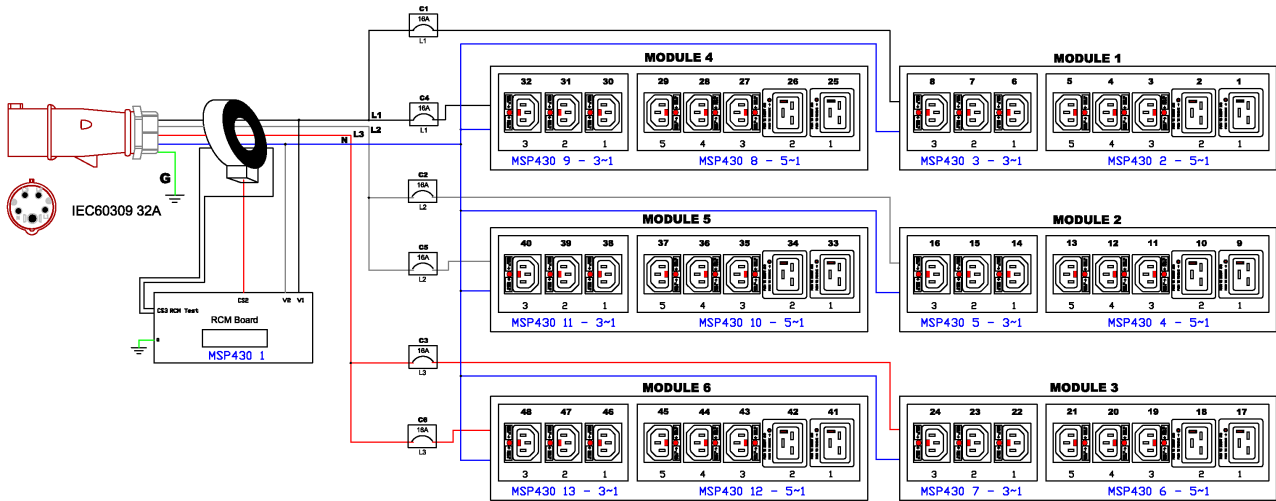 C1
16A
L1
MODULE 4
MODULE 1
32 31 30 29 28 27 26 25
8 7 6 5 4 3 2 1
C4
16A
L1
L1
L2
L3
N
3 2 1 5 4 3 2 1
3 2 1 5 4 3 2 1
MSP430 9 - 3~1
MSP430 8 - 5~1
MSP430 3 - 3~1
MSP430 2 - 5~1
G
IEC60309 32A
C2
16A
L2
MODULE 5
MODULE 2
40 39 38 37 36 35 34 33
16 15 14 13 12 11 10 9
C5
16A
L2
3 2 1 5 4 3 2 1
3 2 1 5 4 3 2 1
MSP430 11 - 3~1
MSP430 10 - 5~1
MSP430 5 - 3~1
MSP430 4 - 5~1
CS2 V2 V1
CS3 RCM Test
RCM Board
MSP430 1
C3
16A
L3
MODULE 6
MODULE 3
48 47 46 45 44 43 42 41
24 23 22 21 20 19 18 17
C6
16A
L3
3 2 1 5 4 3 2 1
3 2 1 5 4 3 2 1
MSP430 13 - 3~1
MSP430 12 - 5~1
MSP430 7 - 3~1
MSP430 6 - 5~1